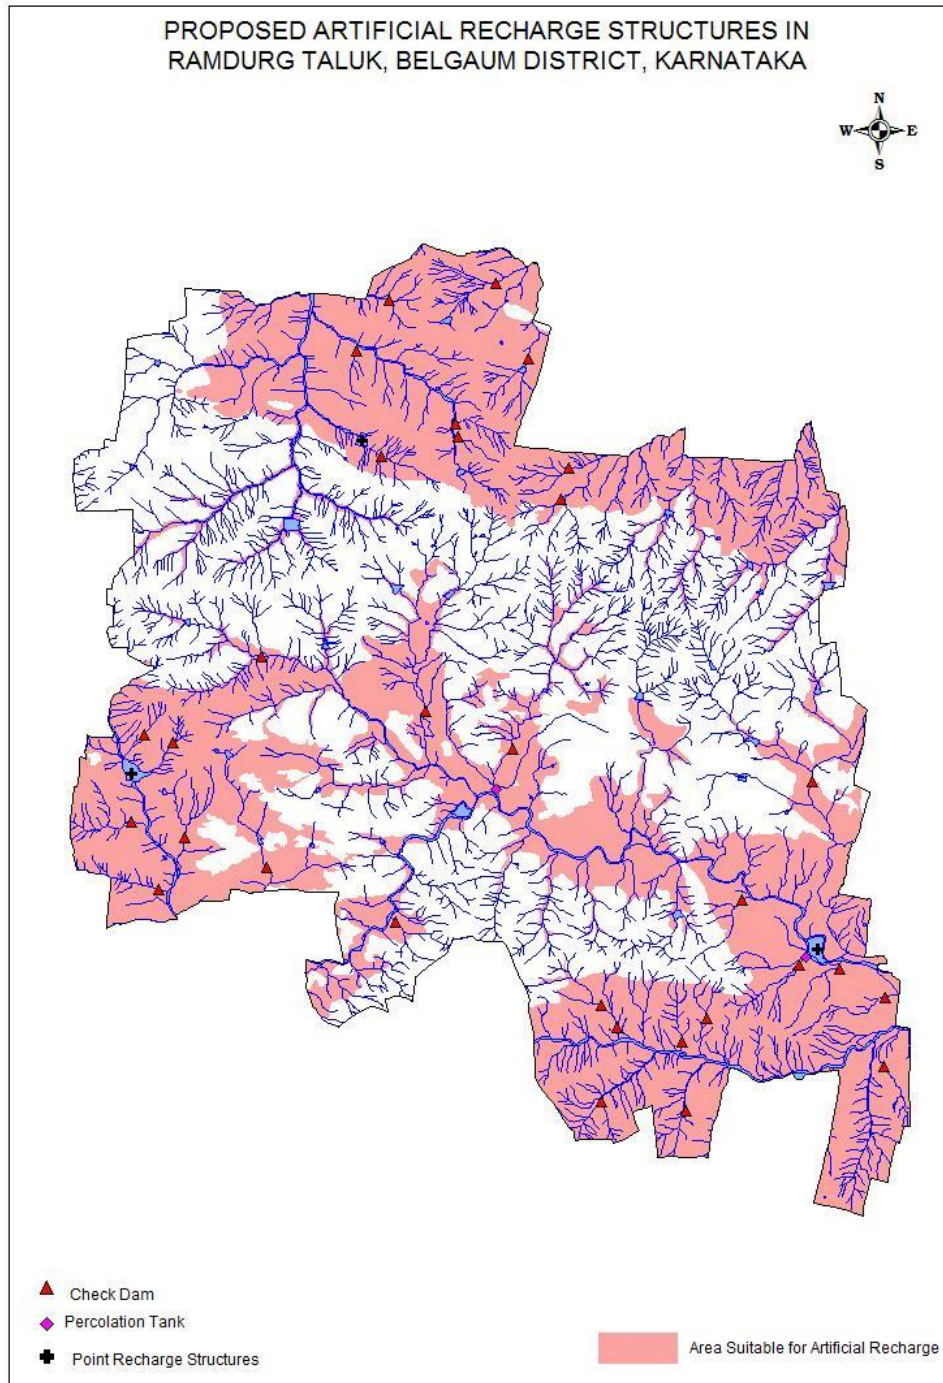 PROPOSED ARTIFICIAL RECHARGE STRUCTURES IN
RAMDURG TALUK, BELGAUM DISTRICT, KARNATAKA
N
W E
S
Check Dam
Percolation Tank
Point Recharge Structures
Area Suitable for Artificial Recharge